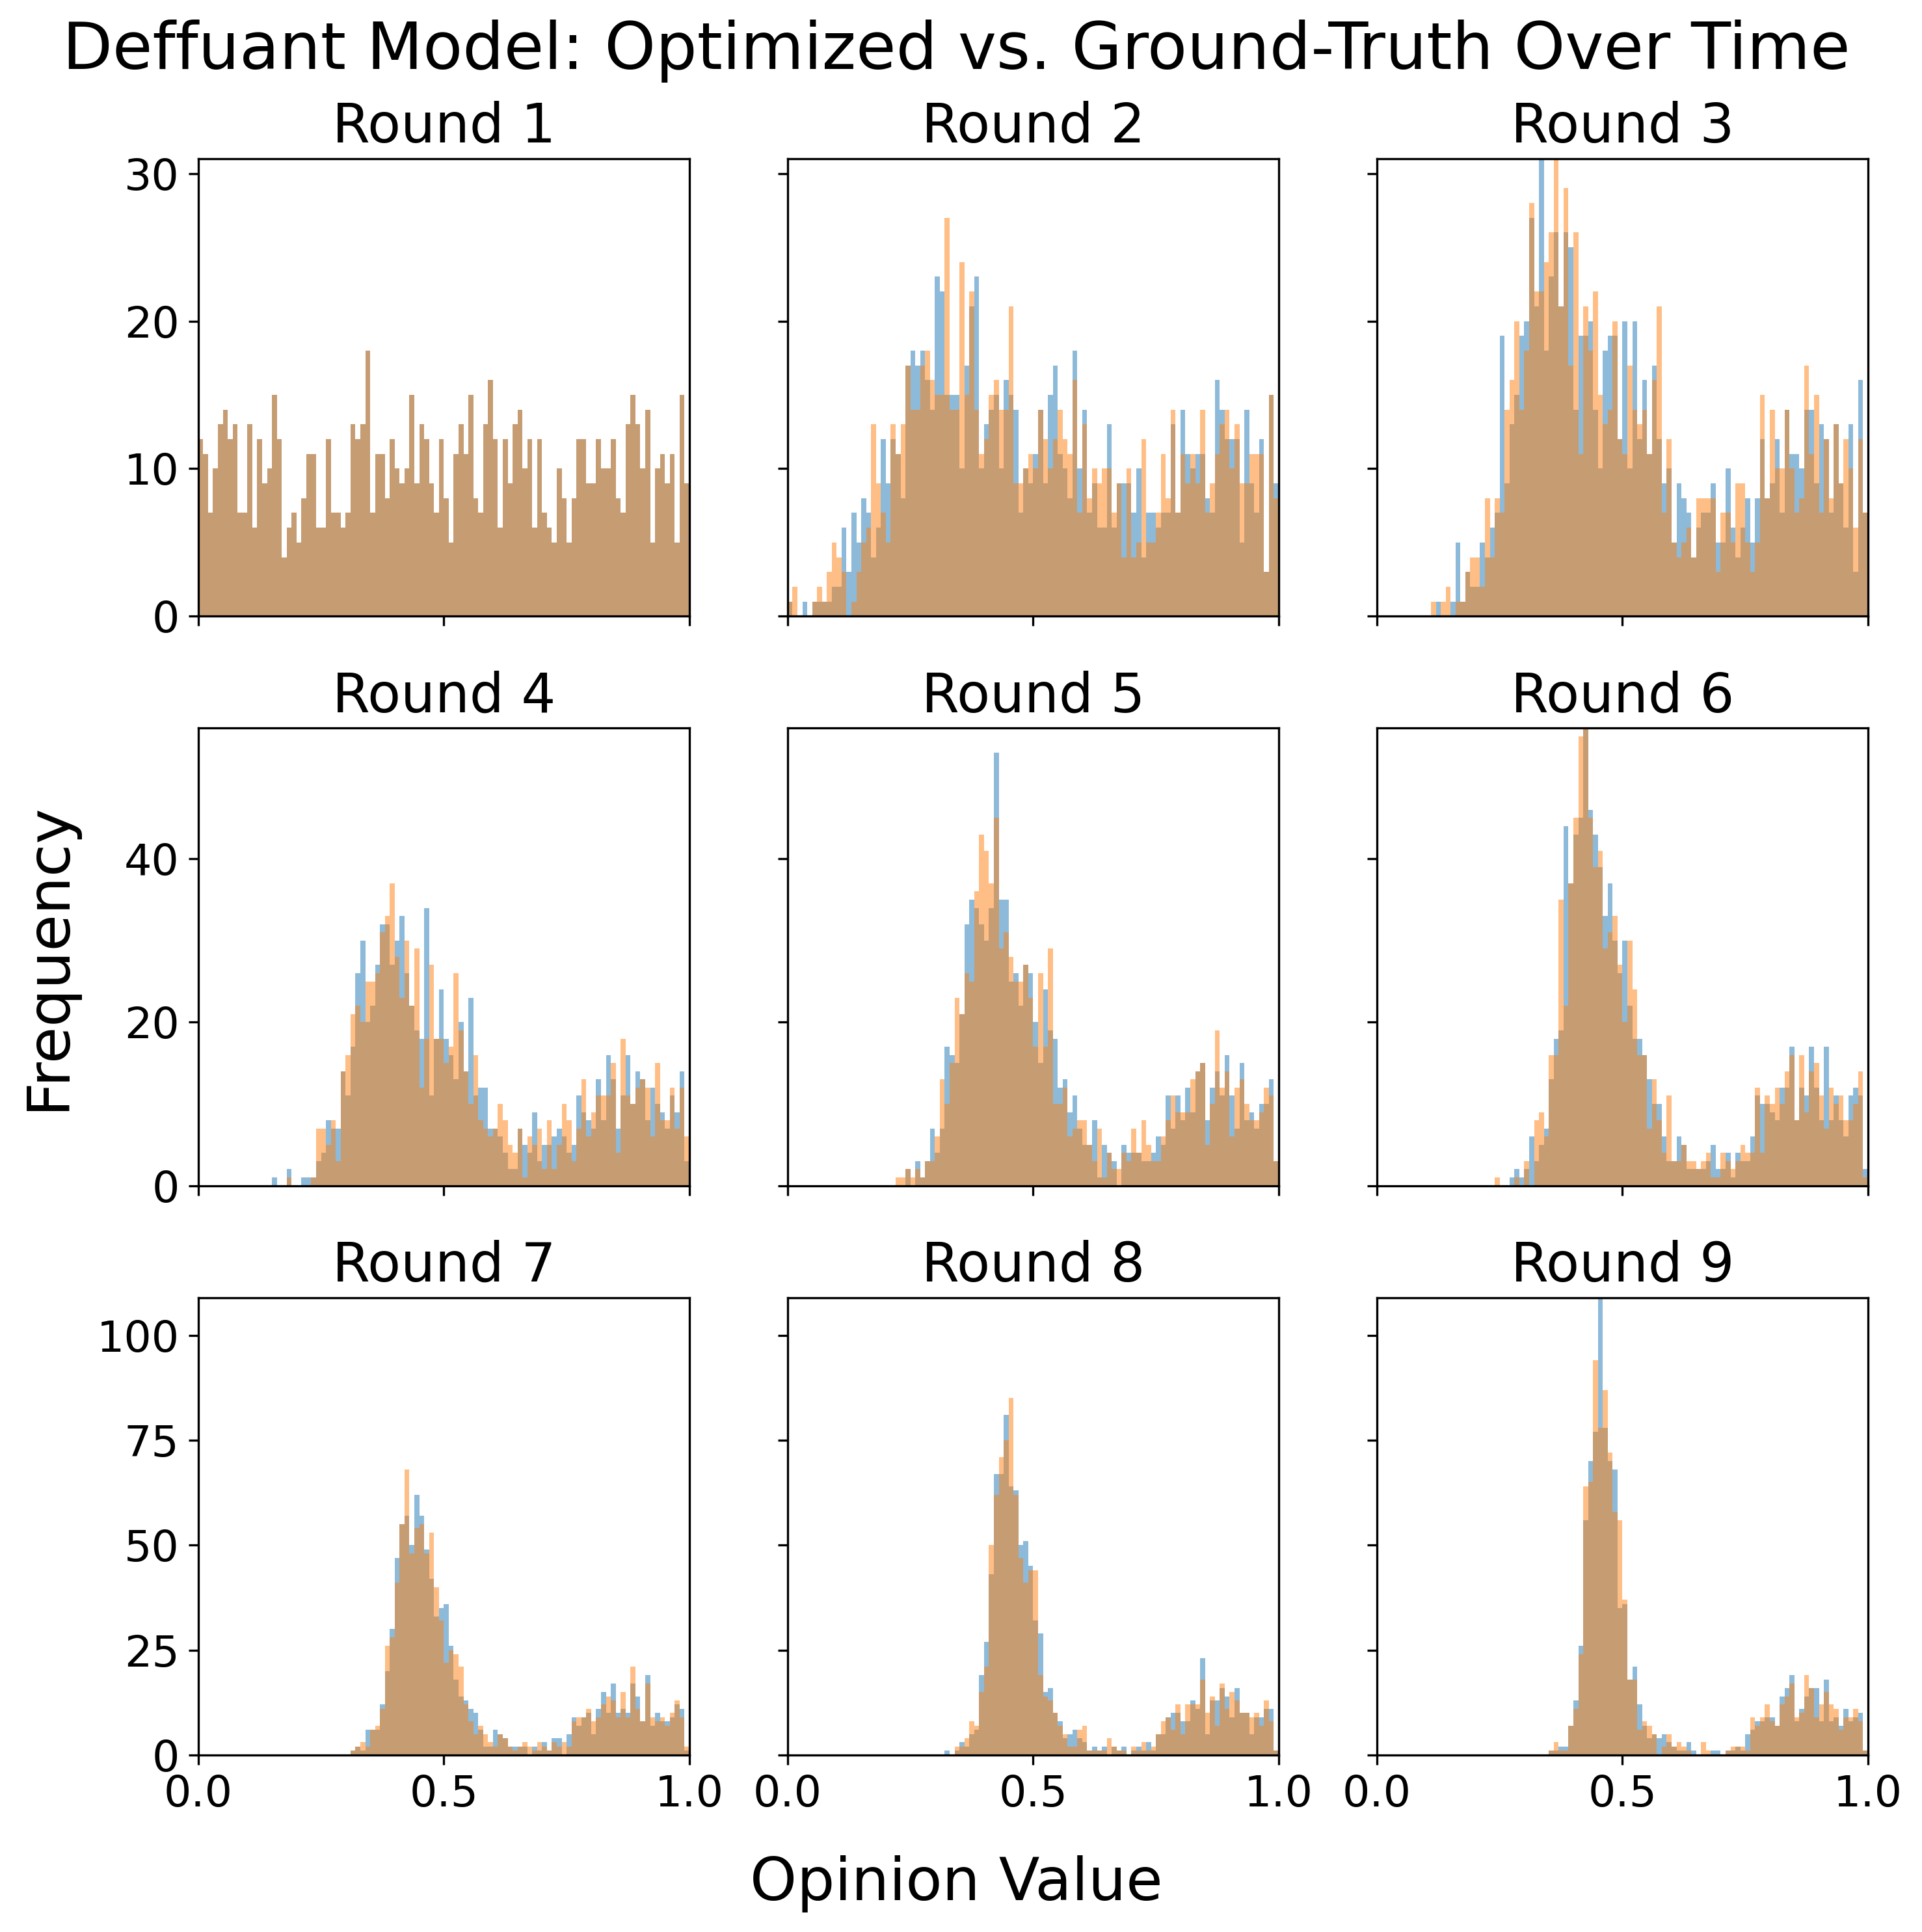 Deffuant Model: Optimized vs. Ground-Truth Over Time
Round 1
Round 2
Round 3
30
20
10
0
Round 4
Round 5
Round 6
Frequency
40
20
0
Round 7
Round 8
Round 9
100
75
50
25
0
0.0 0.5 1.0 0.0 0.5 1.0 0.0 0.5 1.0
Opinion Value